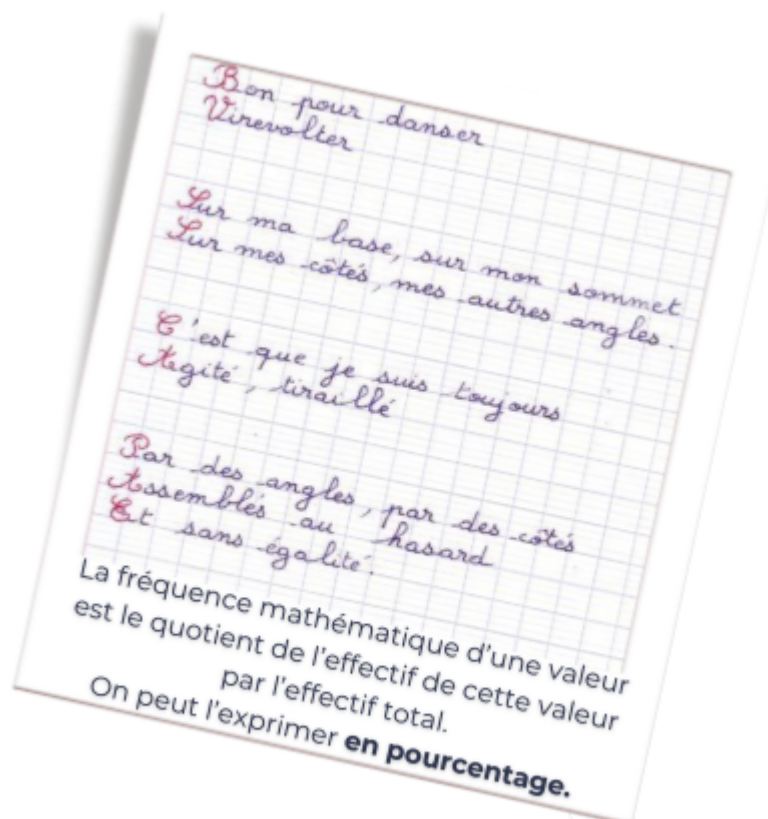 Bon pour danser
Virevolter
Sur ma base, sur mon sommet
Sur mes côtés, mes autres angles.
C'est que je suis toujours
Agité, tiraillé
Par des angles, par des côtés
Assemblés au hasard
Et sans égalité.
La fréquence mathématique d'une valeur
est le quotient de l'effectif de cette valeur
par l'effectif total.
On peut l'exprimer en pourcentage.